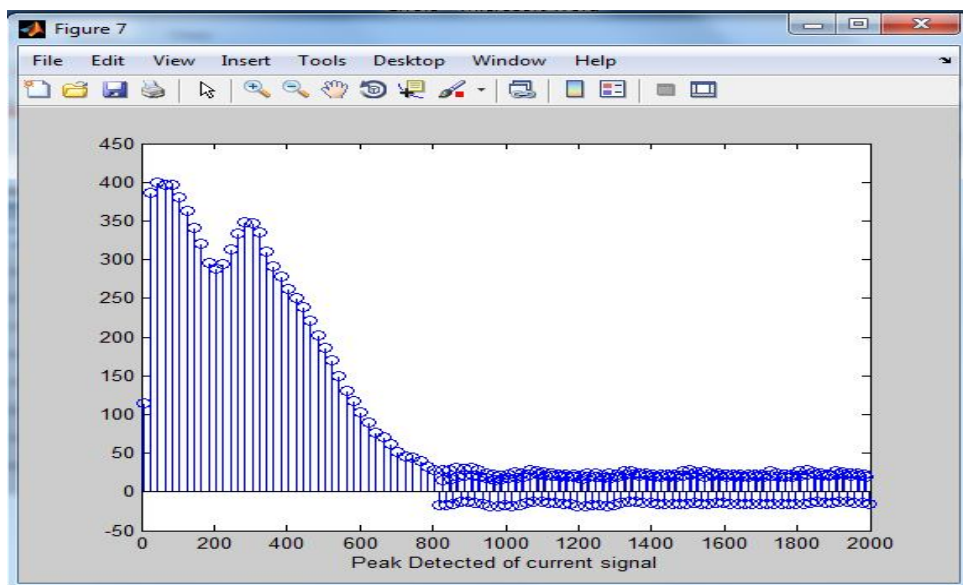 Figure 7
File Edit View Insert Tools Desktop Window Help
450
400
350
300
250
200
150
100
50
0
-50
0 200 400 600 800 1000 1200 1400 1600 1800 2000
Peak Detected of current signal